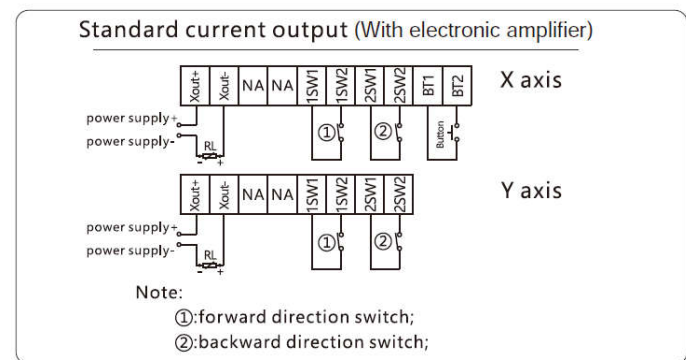 Standard current output (With electronic amplifier)
Xout+ Xout- NA NA 1SW1 1SW2 2SW1 2SW2 BT1 BT2
X axis
power supply+
power supply-
RL
- +
① ②
Button
Xout+ Xout- NA NA 1SW1 1SW2 2SW1 2SW2
Y axis
power supply+
power supply-
RL
- +
① ②
Note:
①:forward direction switch;
②:backward direction switch;